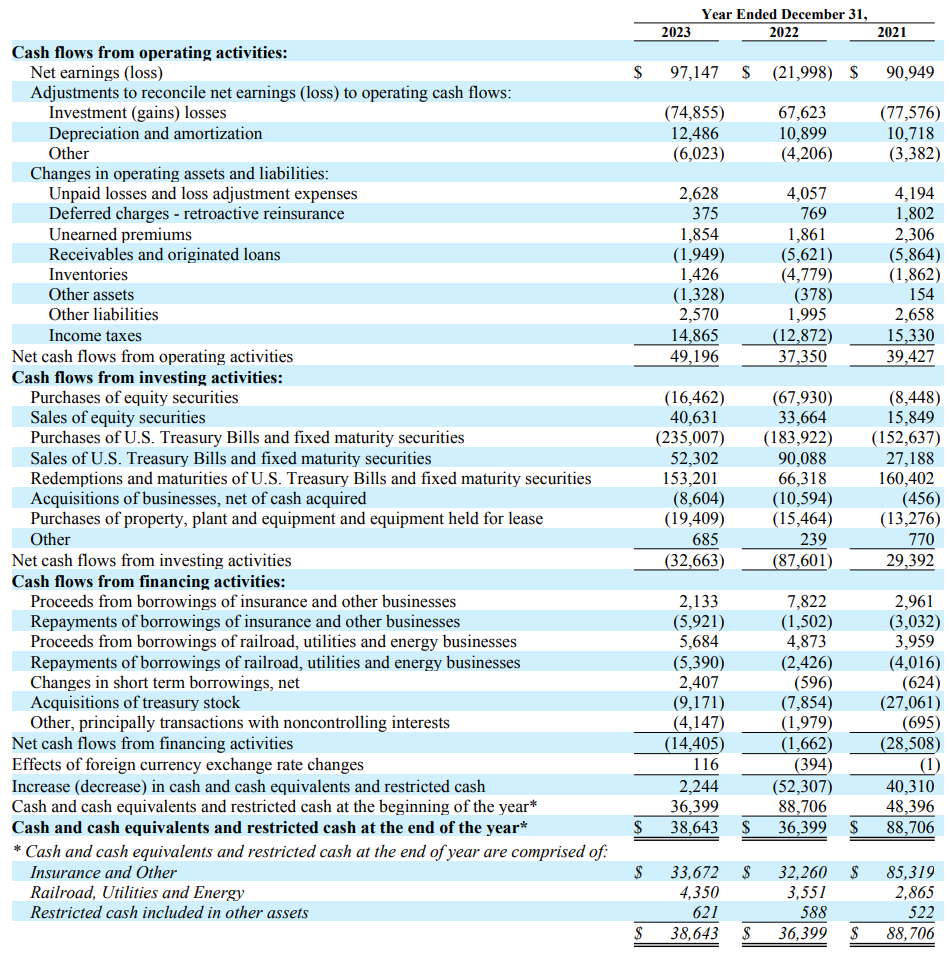 Year Ended December 31,
2023 2022 2021
Cash flows from operating activities:
Net earnings (loss) $ 97,147 $ (21,998) $ 90,949
Adjustments to reconcile net earnings (loss) to operating cash flows:
Investment (gains) losses (74,855) 67,623 (77,576)
Depreciation and amortization 12,486 10,899 10,718
Other (6,023) (4,206) (3,382)
Changes in operating assets and liabilities:
Unpaid losses and loss adjustment expenses 2,628 4,057 4,194
Deferred charges - retroactive reinsurance 375 769 1,802
Unearned premiums 1,854 1,861 2,306
Receivables and originated loans (1,949) (5,621) (5,864)
Inventories 1,426 (4,779) (1,862)
Other assets (1,328) (378) 154
Other liabilities 2,570 1,995 2,658
Income taxes 14,865 (12,872) 15,330
Net cash flows from operating activities 49,196 37,350 39,427
Cash flows from investing activities:
Purchases of equity securities (16,462) (67,930) (8,448)
Sales of equity securities 40,631 33,664 15,849
Purchases of U.S. Treasury Bills and fixed maturity securities (235,007) (183,922) (152,637)
Sales of U.S. Treasury Bills and fixed maturity securities 52,302 90,088 27,188
Redemptions and maturities of U.S. Treasury Bills and fixed maturity securities 153,201 66,318 160,402
Acquisitions of businesses, net of cash acquired (8,604) (10,594) (456)
Purchases of property, plant and equipment and equipment held for lease (19,409) (15,464) (13,276)
Other 685 239 770
Net cash flows from investing activities (32,663) (87,601) 29,392
Cash flows from financing activities:
Proceeds from borrowings of insurance and other businesses 2,133 7,822 2,961
Repayments of borrowings of insurance and other businesses (5,921) (1,502) (3,032)
Proceeds from borrowings of railroad, utilities and energy businesses 5,684 4,873 3,959
Repayments of borrowings of railroad, utilities and energy businesses (5,390) (2,426) (4,016)
Changes in short term borrowings, net 2,407 (596) (624)
Acquisitions of treasury stock (9,171) (7,854) (27,061)
Other, principally transactions with noncontrolling interests (4,147) (1,979) (695)
Net cash flows from financing activities (14,405) (1,662) (28,508)
Effects of foreign currency exchange rate changes 116 (394) (1)
Increase (decrease) in cash and cash equivalents and restricted cash 2,244 (52,307) 40,310
Cash and cash equivalents and restricted cash at the beginning of the year* 36,399 88,706 48,396
Cash and cash equivalents and restricted cash at the end of the year* $ 38,643 $ 36,399 $ 88,706
* Cash and cash equivalents and restricted cash at the end of year are comprised of:
Insurance and Other $ 33,672 $ 32,260 $ 85,319
Railroad, Utilities and Energy 4,350 3,551 2,865
Restricted cash included in other assets 621 588 522
$ 38,643 $ 36,399 $ 88,706